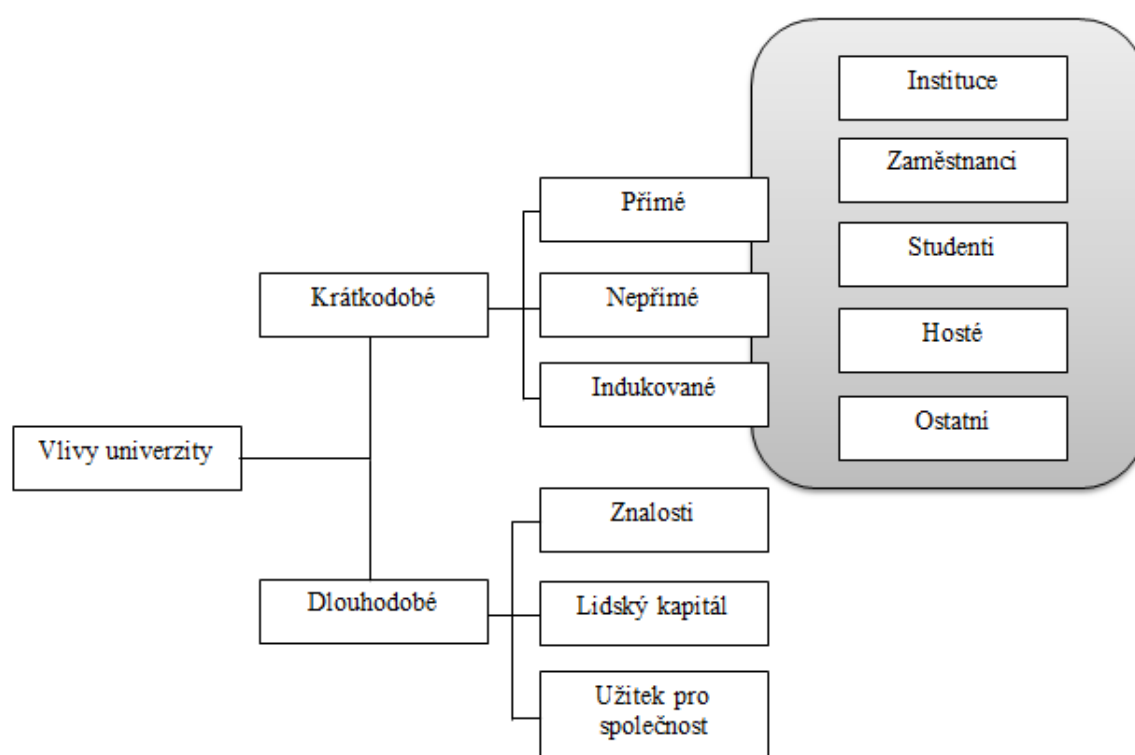 Instituce
Zaměstnanci
Přímé
Studenti
Krátkodobé
Nepřímé
Hosté
Indukované
Ostatní
Vlivy univerzity
Znalosti
Dlouhodobé
Lidský kapitál
Užitek pro
společnost